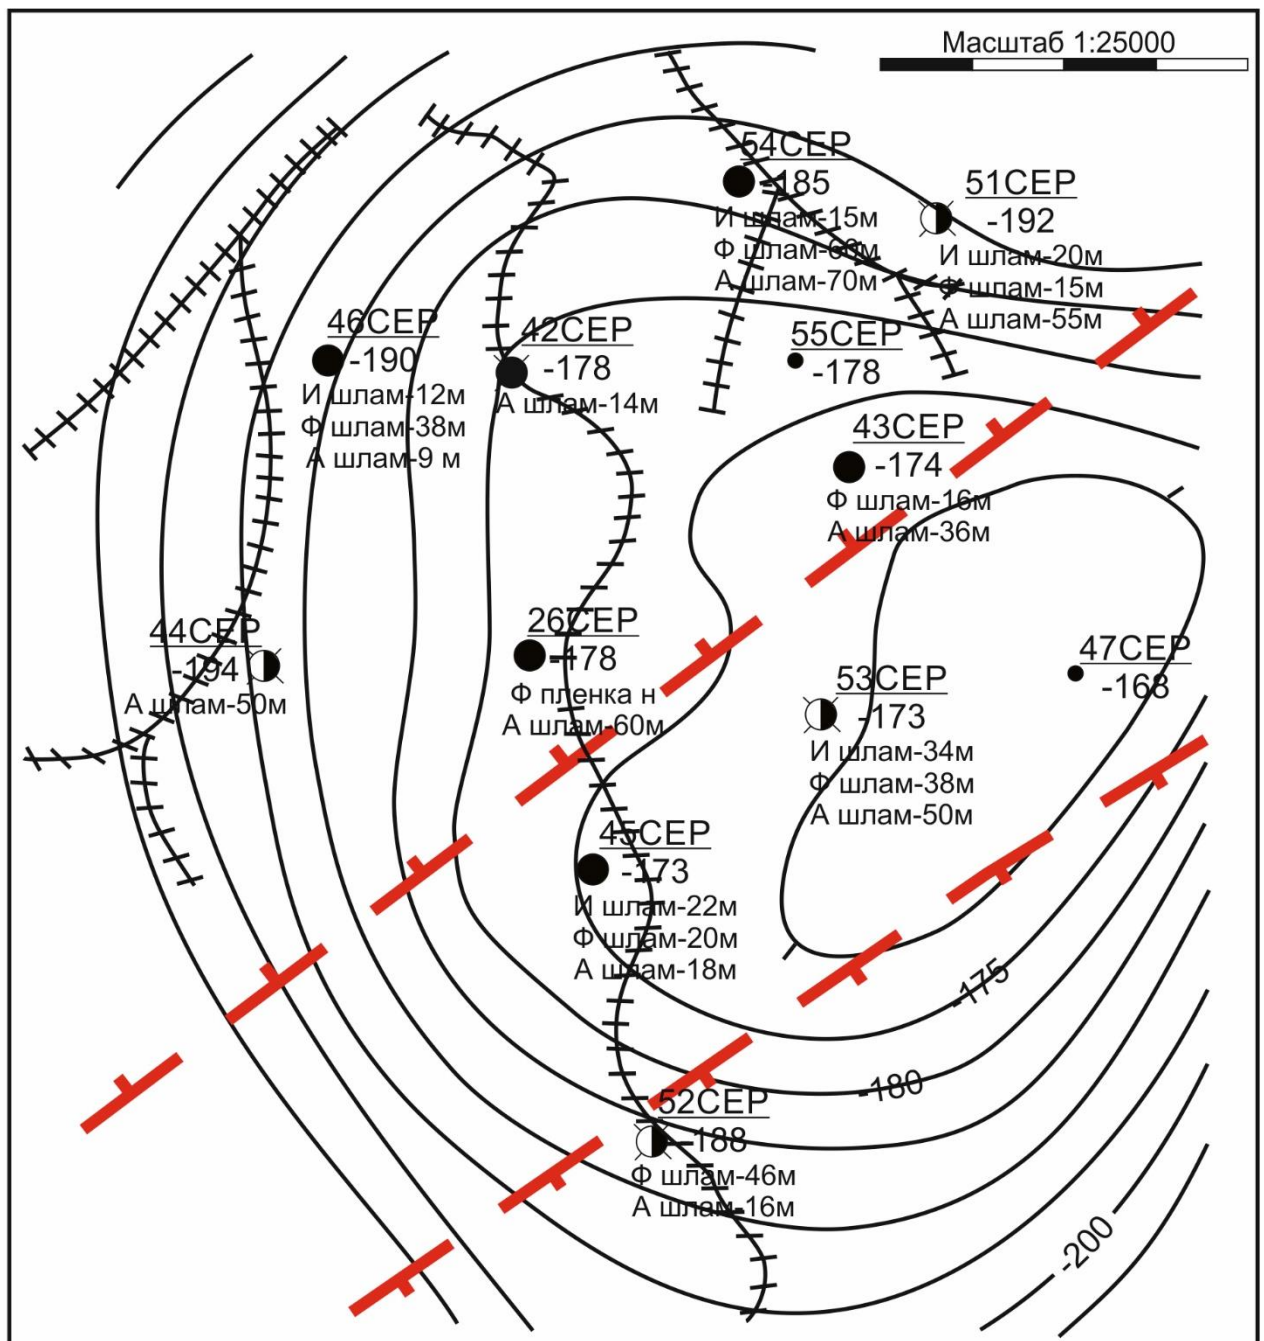 Масштаб 1:25000
54СЕР
-185
И шлам-15м
Ф шлам-60м
А шлам-70м
51СЕР
-192
И шлам-20м
Ф шлам-15м
А шлам-55м
46СЕР
-190
И шлам-12м
Ф шлам-38м
А шлам-9 м
42СЕР
-178
А шлам-14м
55СЕР
-178
43СЕР
-174
Ф шлам-16м
А шлам-36м
44СЕР
-194
А шлам-50м
26СЕР
-178
Ф пленка н
А шлам-60м
53СЕР
-173
И шлам-34м
Ф шлам-38м
А шлам-50м
47СЕР
-168
45СЕР
-173
И шлам-22м
Ф шлам-20м
А шлам-18м
-175
-180
52СЕР
-188
Ф шлам-46м
А шлам-16м
-200